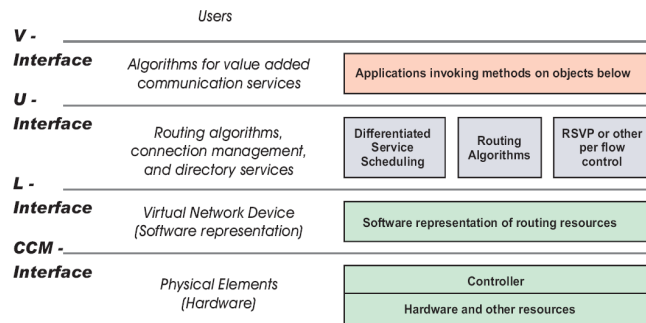 Users
V -
Interface
Algorithms for value added
communication services
Applications invoking methods on objects below
U -
Interface
Routing algorithms,
connection management,
and directory services
Differentiated
Service
Scheduling
Routing
Algorithms
RSVP or other
per flow
control
L -
Interface
Virtual Network Device
(Software representation)
Software representation of routing resources
CCM -
Interface
Physical Elements
(Hardware)
Controller
Hardware and other resources